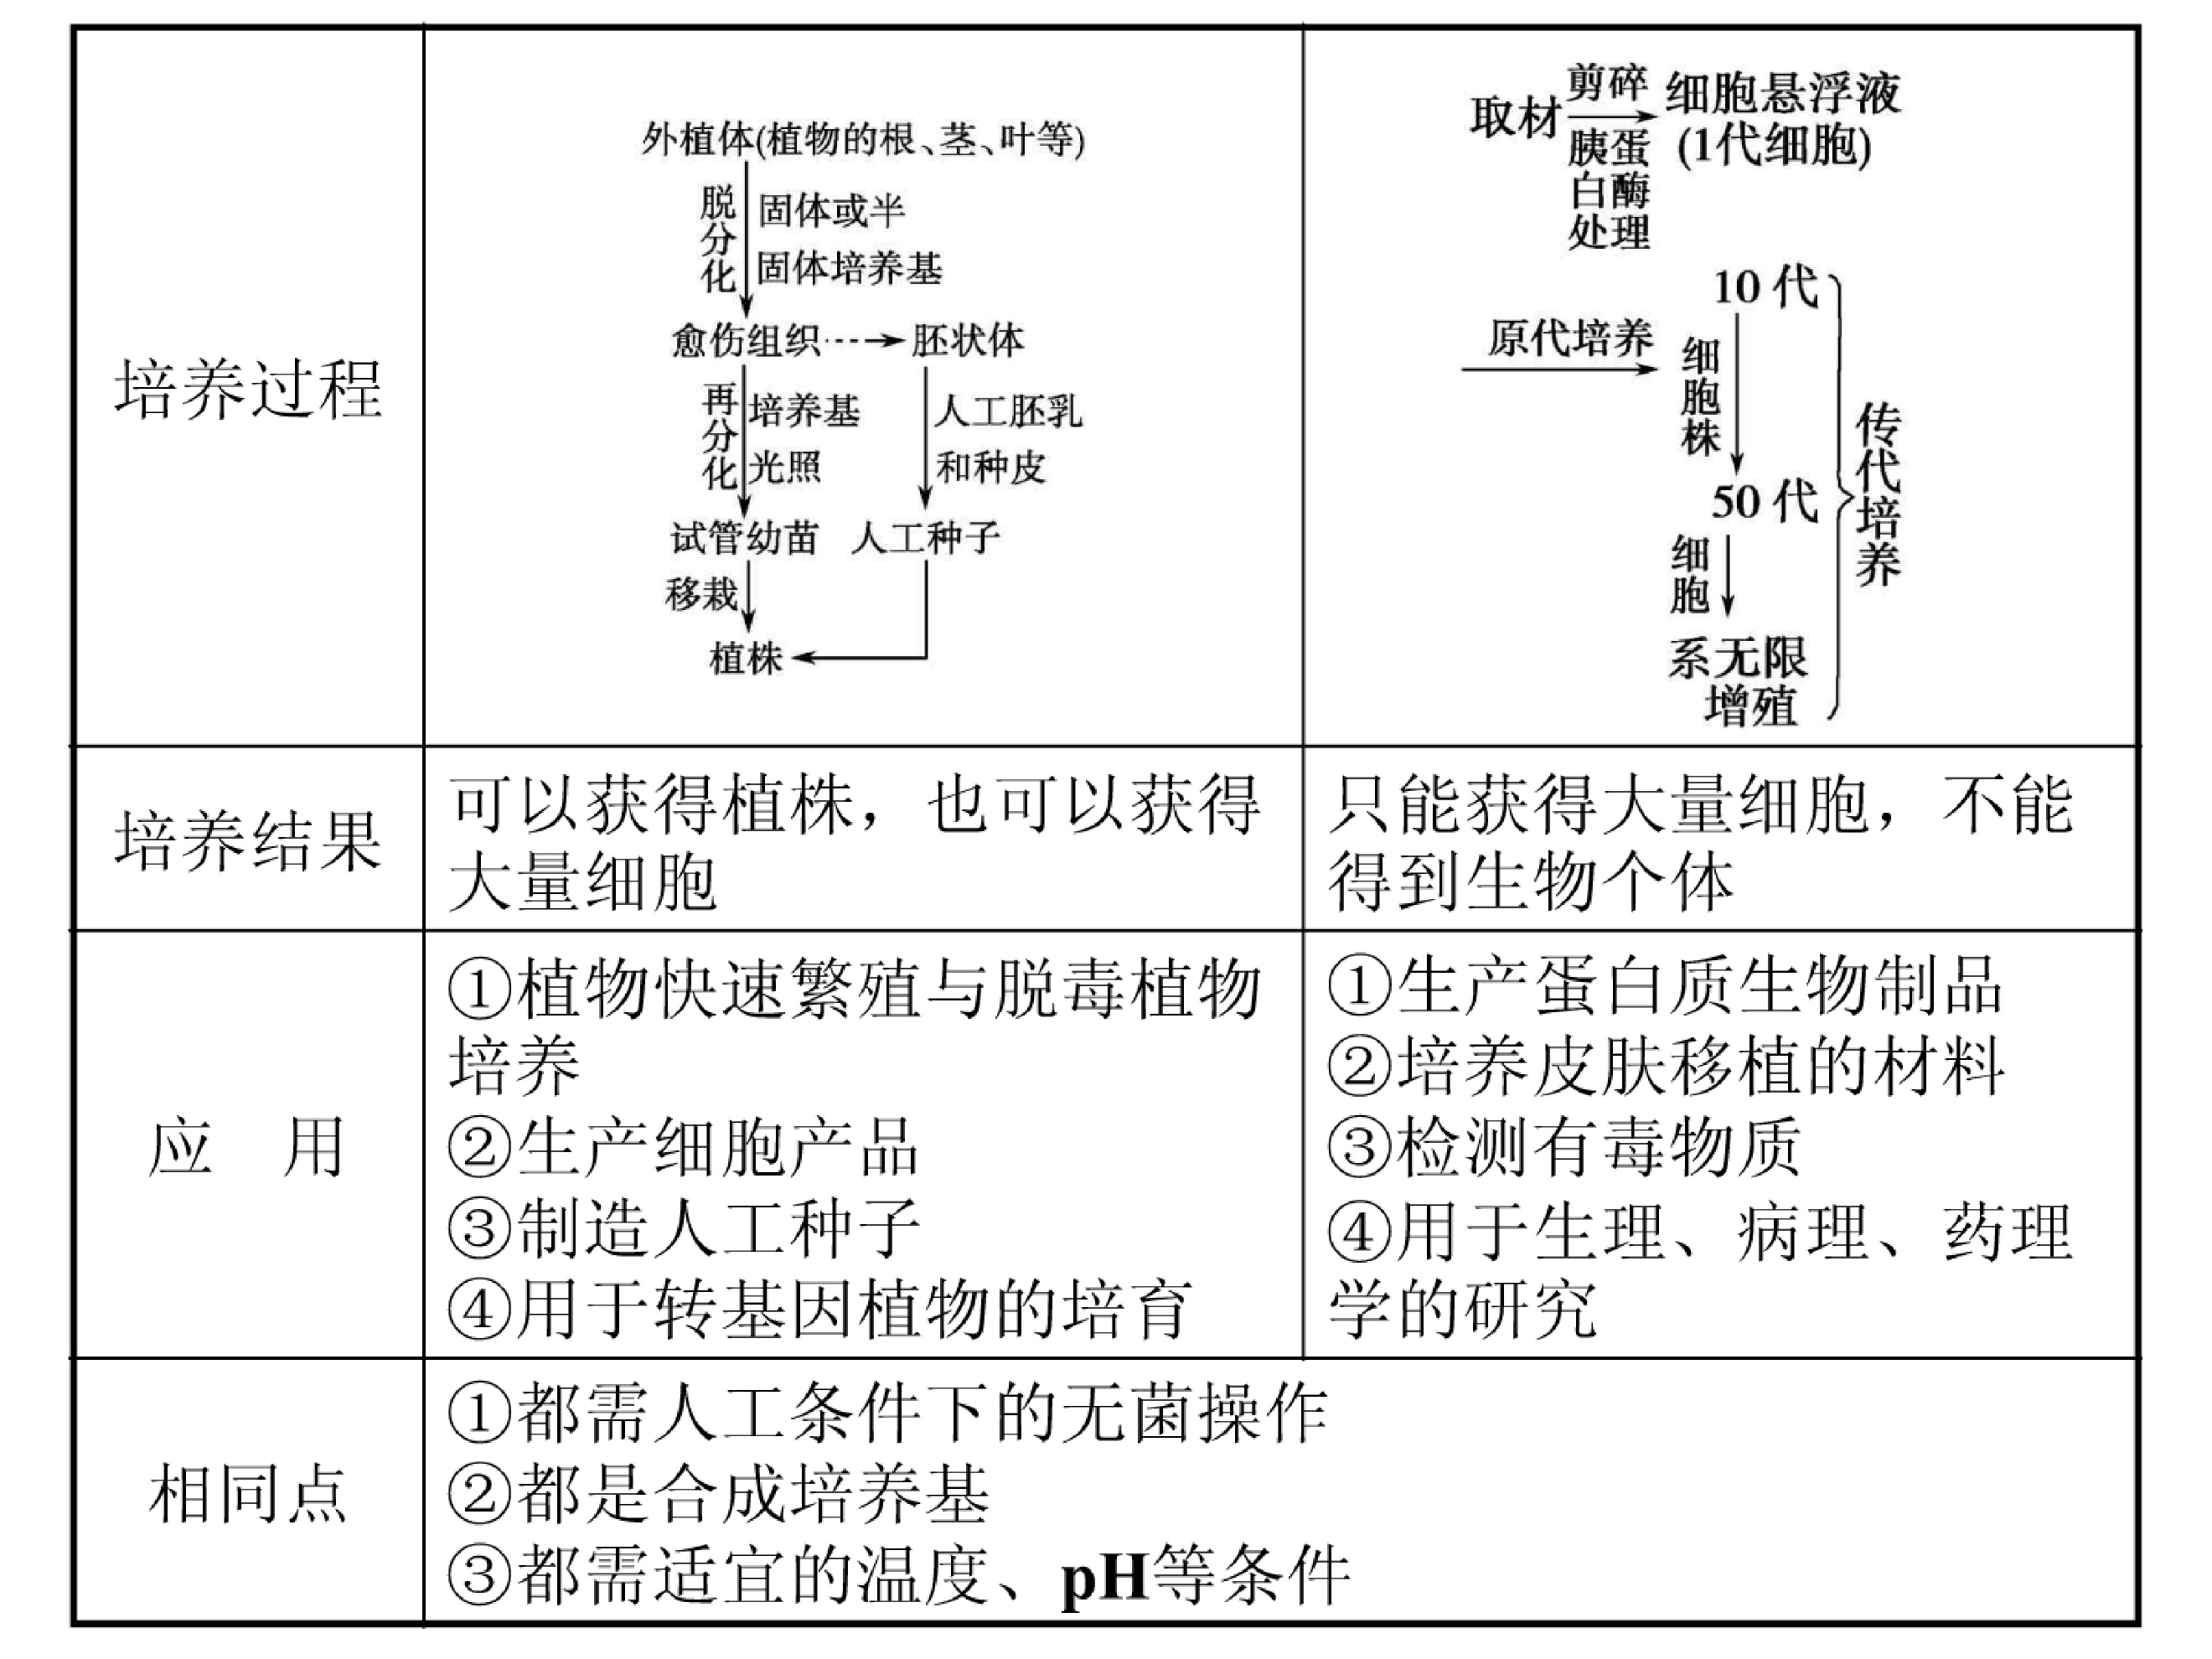 培养过程
外植体(植物的根、茎、叶等)
脱分化
固体或半
固体培养基
愈伤组织
胚状体
再分化
培养基
光照
人工胚乳
和种皮
试管幼苗
人工种子
移栽
植株
取材
剪碎
胰蛋
白酶
处理
细胞悬浮液
(1代细胞)
原代培养
10 代
细胞株
50 代
细胞
系无限
增殖
传代培养
培养结果
可以获得植株，也可以获得
大量细胞
只能获得大量细胞，不能
得到生物个体
应 用
①植物快速繁殖与脱毒植物
培养
②生产细胞产品
③制造人工种子
④用于转基因植物的培育
①生产蛋白质生物制品
②培养皮肤移植的材料
③检测有毒物质
④用于生理、病理、药理
学的研究
相同点
①都需人工条件下的无菌操作
②都是合成培养基
③都需适宜的温度、pH等条件